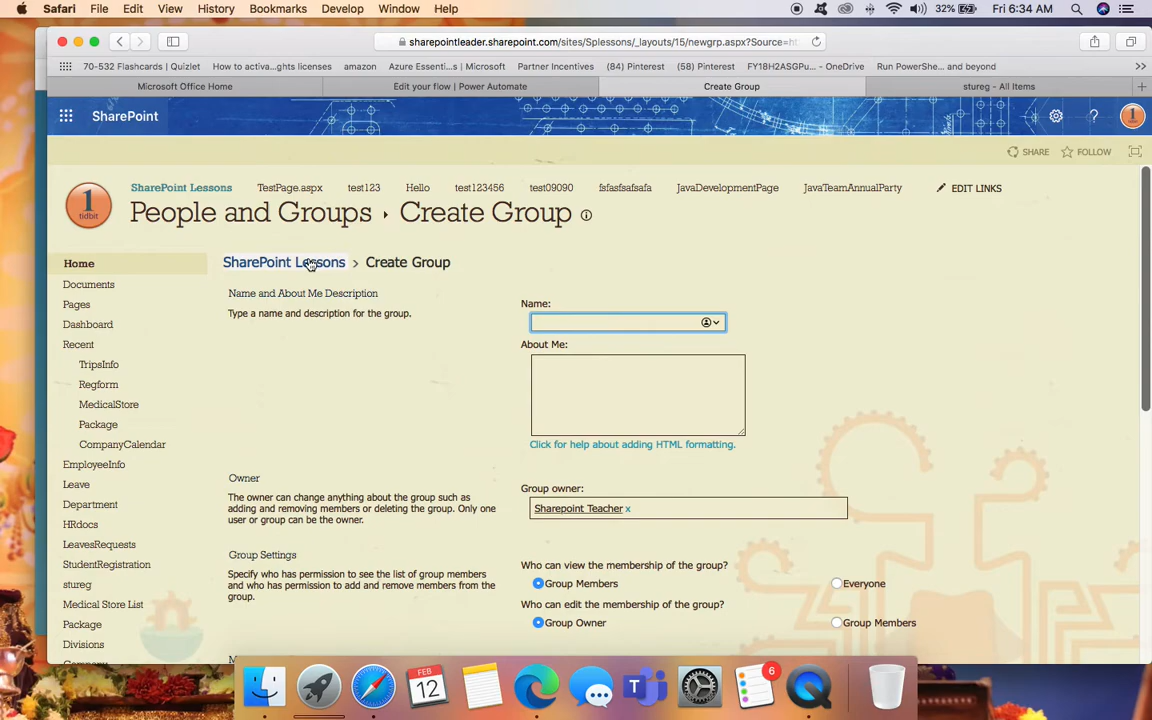 Safari File Edit View History Bookmarks Develop Window Help 32% Fri 6:34 AM
sharepointleader.sharepoint.com/sites/Splessons/_layouts/15/newgrp.aspx?Source=h
70-532 Flashcards | Quizlet How to activa...ghts licenses amazon Azure Essenti...s | Microsoft Partner Incentives (84) Pinterest (58) Pinterest FY18H2ASGPu... - OneDrive Run PowerShe... and beyond >>
Microsoft Office Home Edit your flow | Power Automate Create Group stureg - All Items +
SharePoint ? 1
SHARE FOLLOW
SharePoint Lessons TestPage.aspx test123 Hello test123456 test09090 fsfasfsafsafa JavaDevelopmentPage JavaTeamAnnualParty EDIT LINKS
1 tidbit
People and Groups ▸ Create Group
Home
SharePoint Lessons > Create Group
Documents
Pages
Dashboard
Recent
TripsInfo
Regform
MedicalStore
Package
CompanyCalendar
EmployeeInfo
Leave
Department
HRdocs
LeavesRequests
StudentRegistration
stureg
Medical Store List
Package
Divisions
Name and About Me Description
Type a name and description for the group.
Name:
About Me:
Click for help about adding HTML formatting.
Owner
The owner can change anything about the group such as
adding and removing members or deleting the group. Only one
user or group can be the owner.
Group owner:
Sharepoint Teacher x
Group Settings
Specify who has permission to see the list of group members
and who has permission to add and remove members from the
group.
Who can view the membership of the group?
Group Members Everyone
Who can edit the membership of the group?
Group Owner Group Members
FEB
12
6